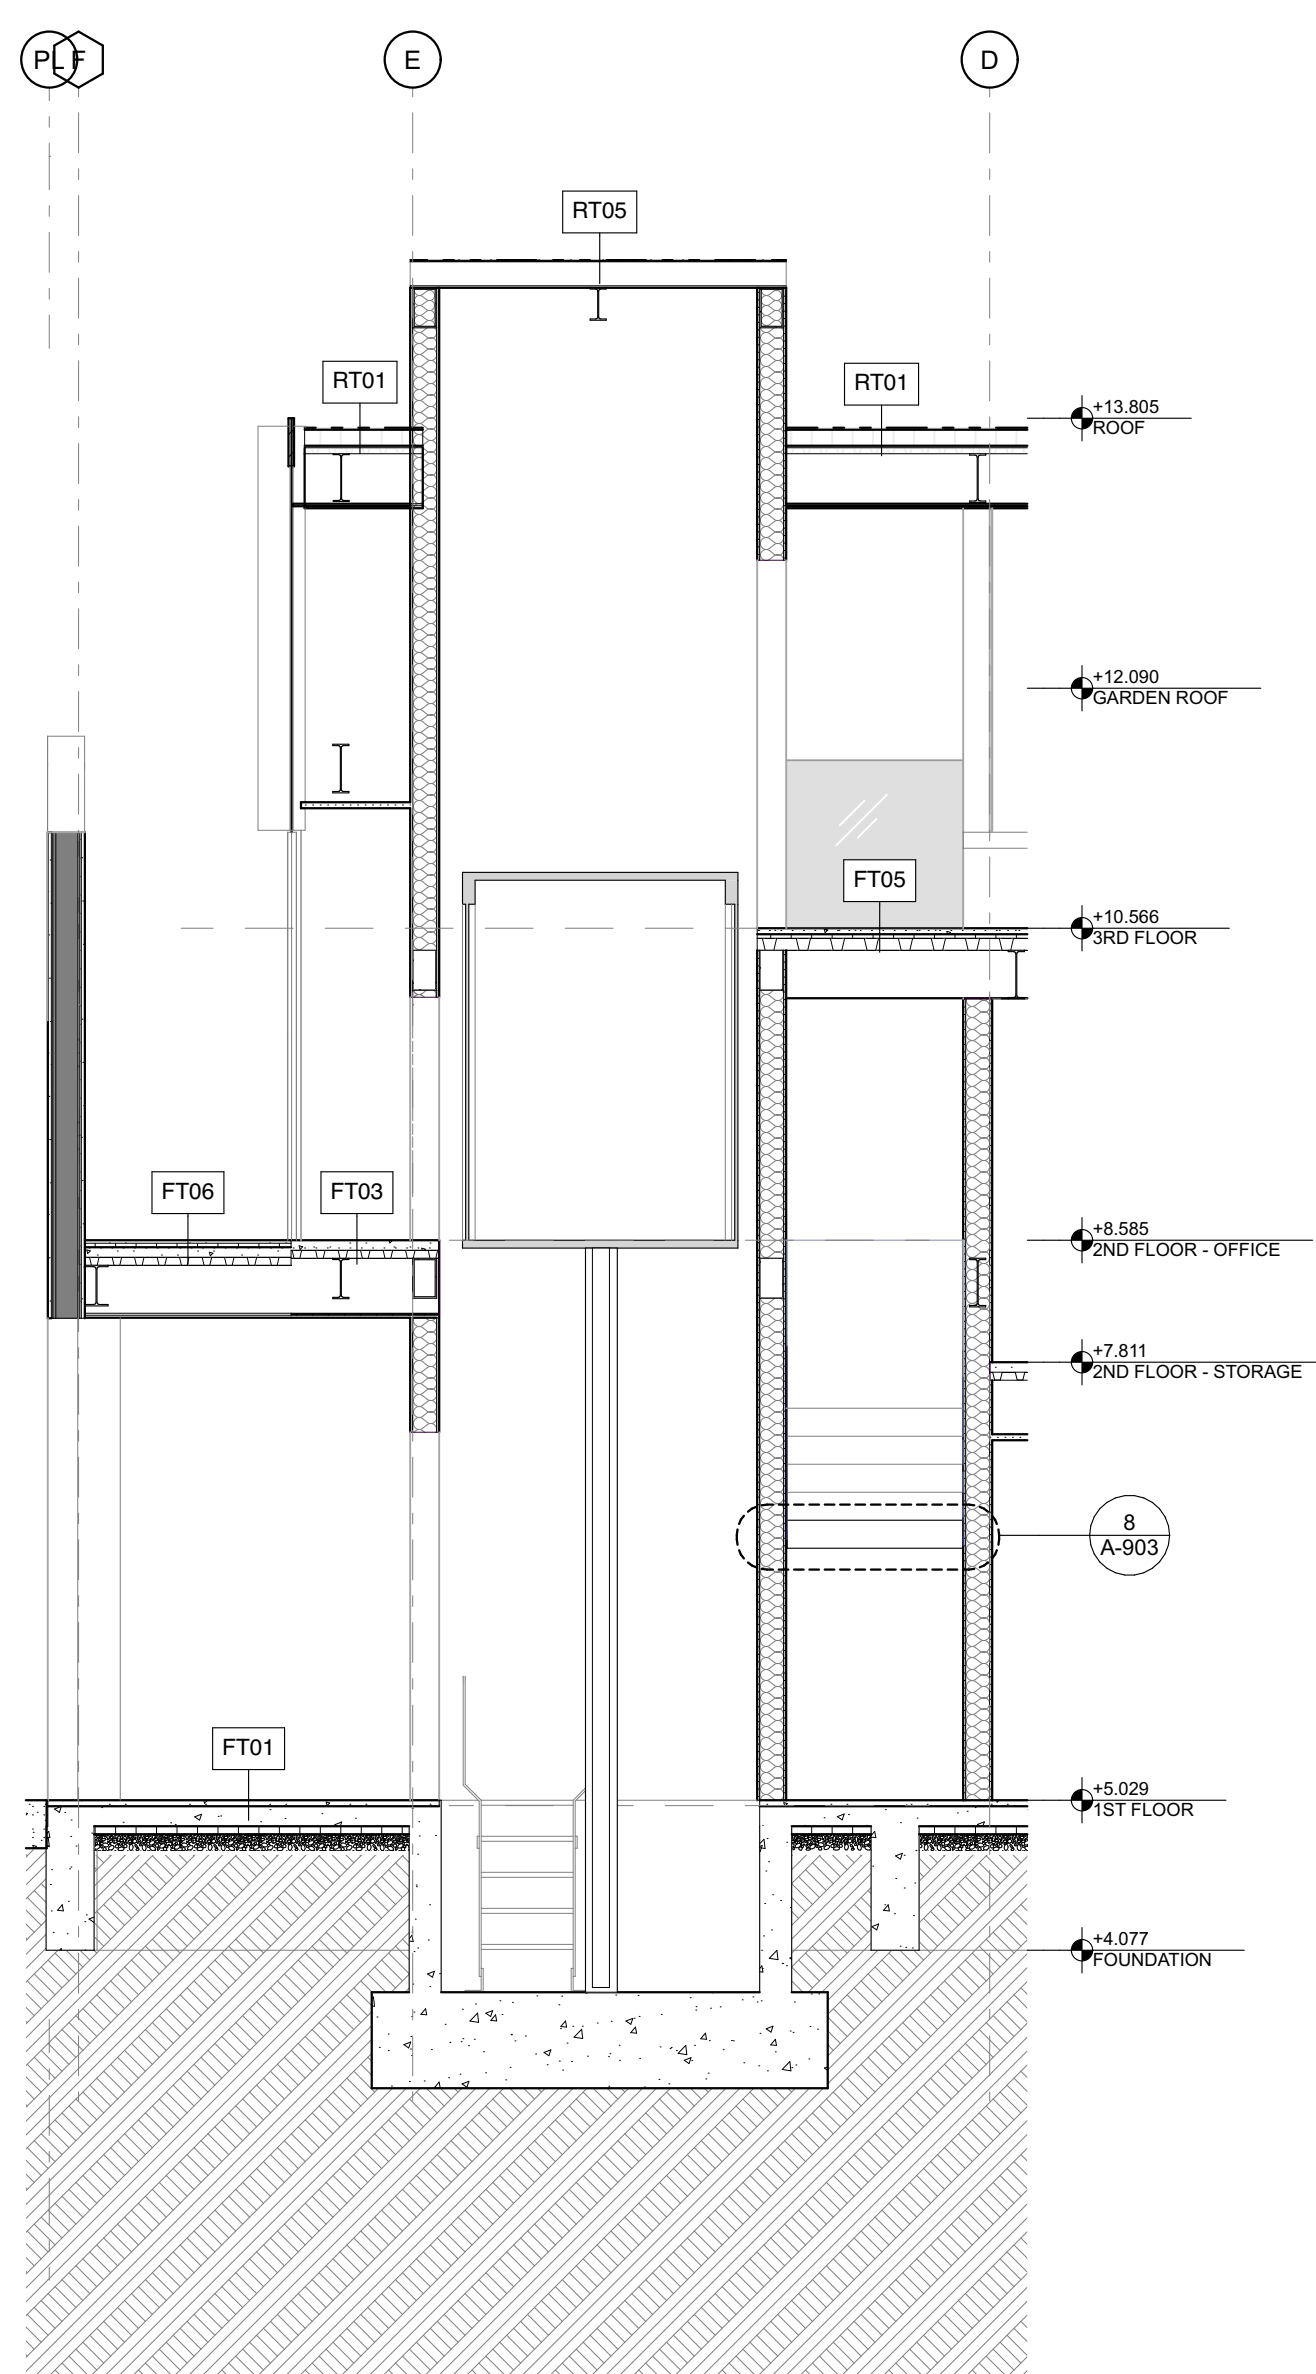 PL F
E
D
RT05
RT01
RT01
+13.805
ROOF
+12.090
GARDEN ROOF
FT05
+10.566
3RD FLOOR
FT06
FT03
+8.585
2ND FLOOR - OFFICE
+7.811
2ND FLOOR - STORAGE
8
A-903
FT01
+5.029
1ST FLOOR
+4.077
FOUNDATION